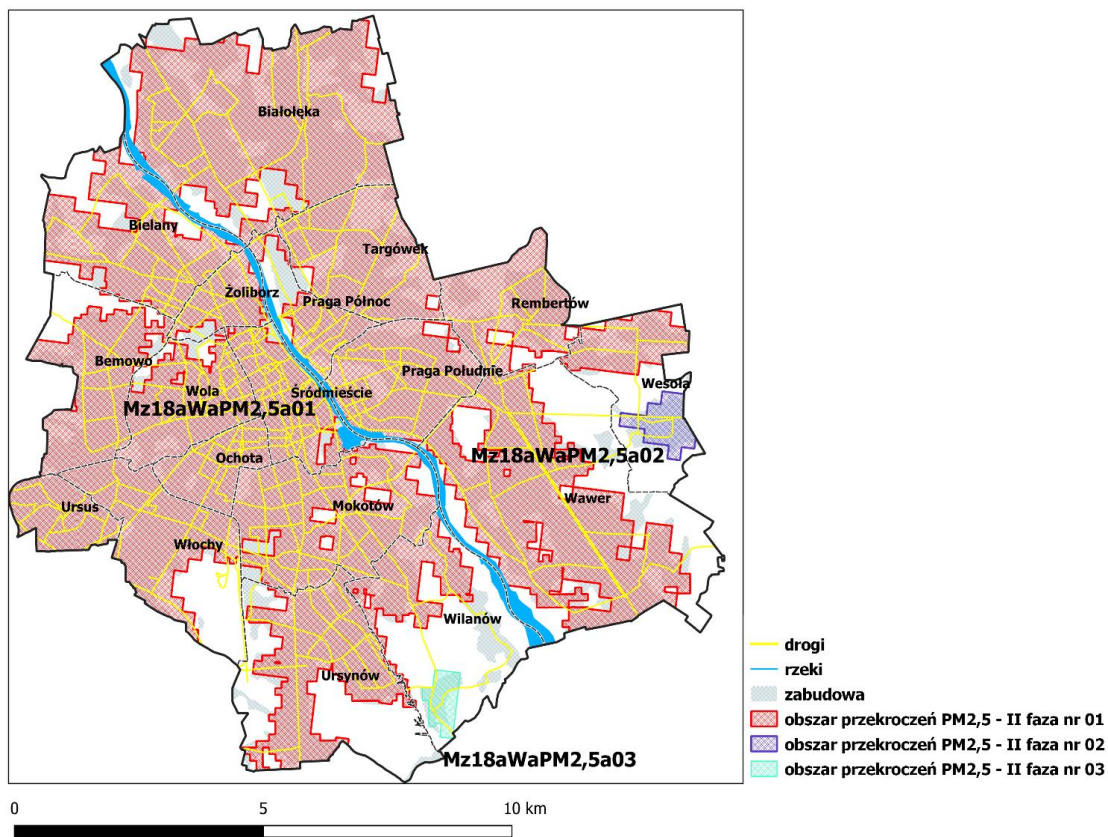 Białołęka
Bielany
Targówek
Żoliborz
Praga Północ
Rembertów
Bemowo
Praga Południe
Wesoła
Wola
Śródmieście
Mz18aWaPM2,5a01
Ochota
Mz18aWaPM2,5a02
Ursus
Mokotów
Wawer
Włochy
Wilanów
Ursynów
Mz18aWaPM2,5a03
drogi
rzeki
zabudowa
obszar przekroczeń PM2,5 - II faza nr 01
obszar przekroczeń PM2,5 - II faza nr 02
obszar przekroczeń PM2,5 - II faza nr 03
0 5 10 km